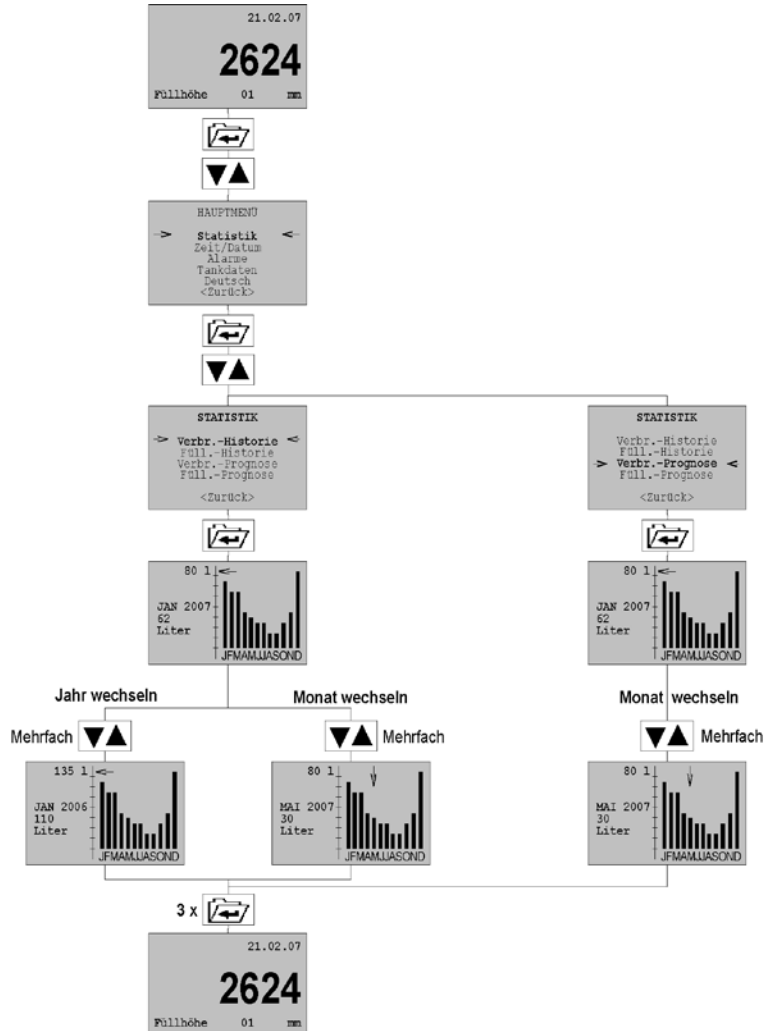 21.02.07
2624
Füllhöhe 01 mm
HAUPTMENÜ
Statistik
Zeit/Datum
Alarme
Tankdaten
Deutsch
<Zurück>
STATISTIK
Verbr.-Historie
Füll.-Historie
Verbr.-Prognose
Füll.-Prognose
<Zurück>
STATISTIK
Verbr.-Historie
Füll.-Historie
Verbr.-Prognose
Füll.-Prognose
<Zurück>
80 l
JAN 2007
62
Liter
JFMAMJJASOND
80 l
JAN 2007
62
Liter
JFMAMJJASOND
Jahr wechseln
Monat wechseln
Monat wechseln
Mehrfach
Mehrfach
Mehrfach
135 l
JAN 2006
110
Liter
JFMAMJJASOND
80 l
MAI 2007
30
Liter
JFMAMJJASOND
80 l
MAI 2007
30
Liter
JFMAMJJASOND
3 x
21.02.07
2624
Füllhöhe 01 mm